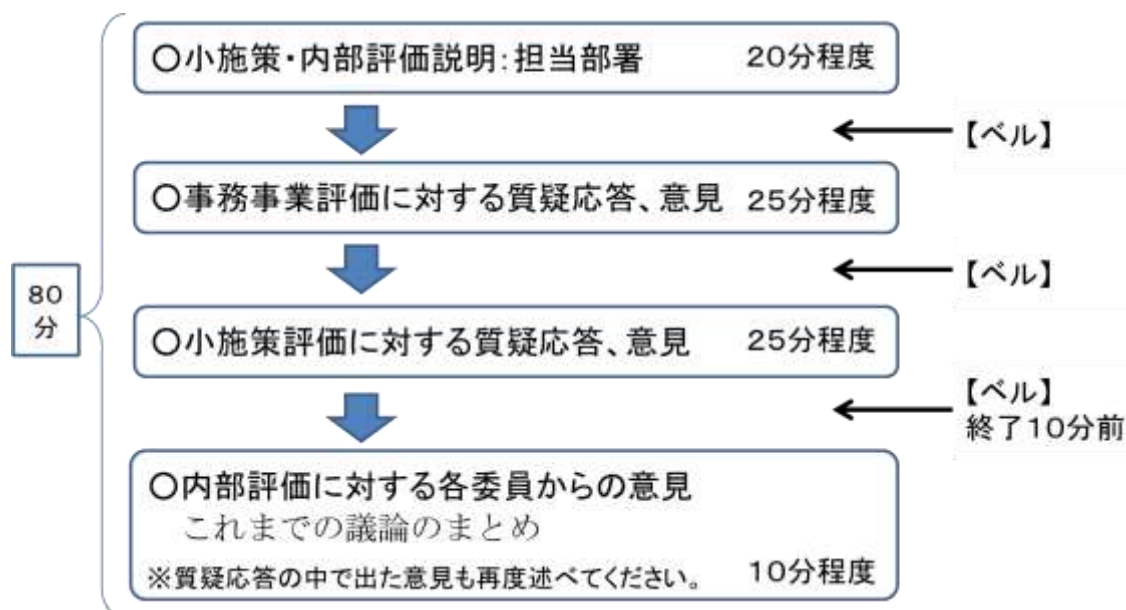 〇小施策・内部評価説明:担当部署 20分程度
【ベル】
〇事務事業評価に対する質疑応答、意見 25分程度
【ベル】
80
分
〇小施策評価に対する質疑応答、意見 25分程度
【ベル】
終了10分前
〇内部評価に対する各委員からの意見
これまでの議論のまとめ
※質疑応答の中で出た意見も再度述べてください。 10分程度